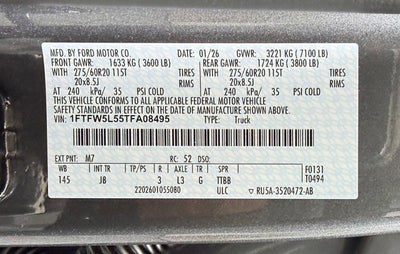 MFD. BY FORD MOTOR CO. 01/26 GVWR: 3221 KG (7100 LB)
FRONT GAWR: 1633 KG (3600 LB) REAR GAWR: 1724 KG (3800 LB)
WITH 275/60R20 115T TIRES WITH 275/60R20 115T TIRES
20x8.5J RIMS 20x8.5J RIMS
AT 240 kPa/ 35 PSI COLD AT 240 kPa/ 35 PSI COLD
THIS VEHICLE CONFORMS TO ALL APPLICABLE FEDERAL MOTOR VEHICLE
SAFETY STANDARDS IN EFFECT ON THE DATE OF MANUFACTURE SHOWN ABOVE.
VIN: 1FTFW5L55TFA08495 TYPE: Truck
EXT PNT: M7 RC: 52 DSO: F0131
T0494
WB INT TR TP/PS R AXLE TR SPR
145 JB 3 L3 G TTBB
2202601055080 ULC RU5A-3520472-AB